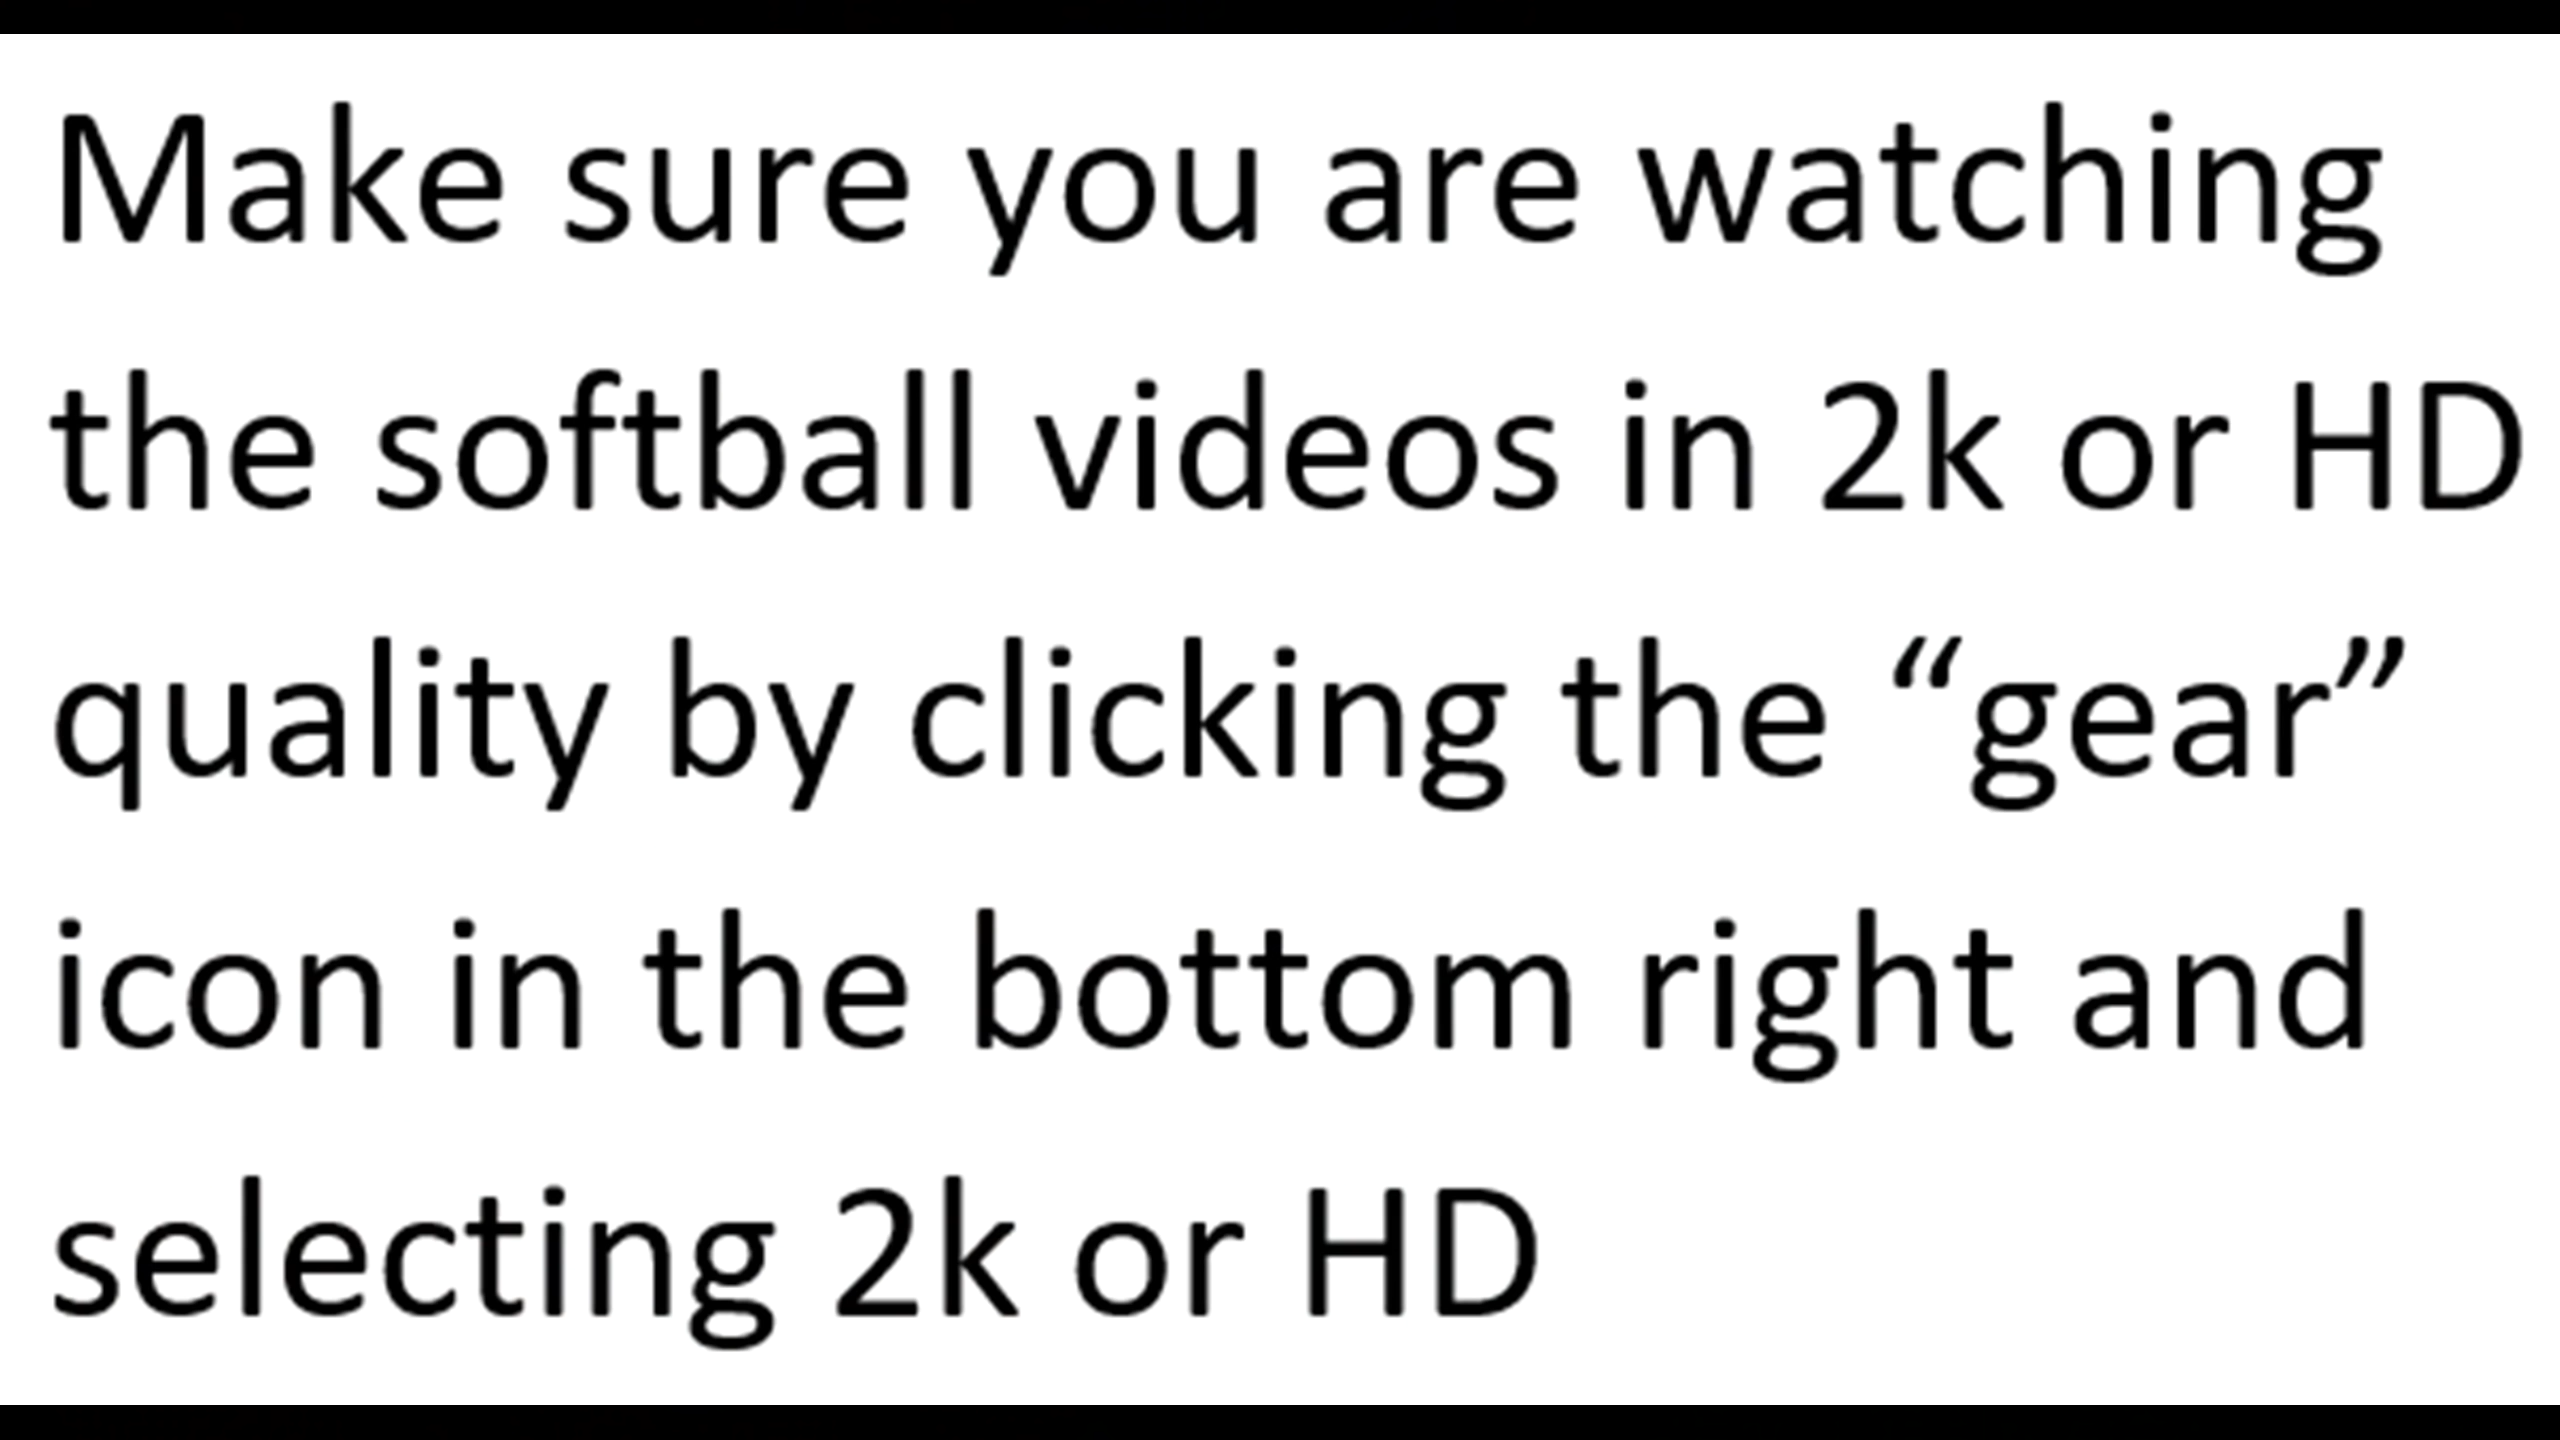 Make sure you are watching
the softball videos in 2k or HD
quality by clicking the “gear”
icon in the bottom right and
selecting 2k or HD